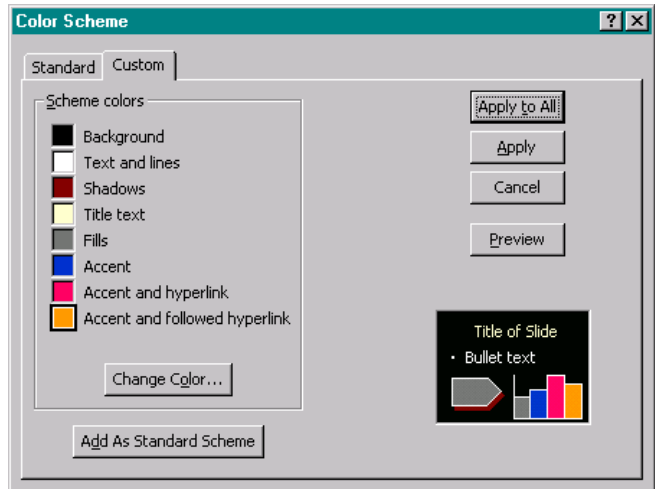 Color Scheme
Standard
Custom
Scheme colors
Background
Text and lines
Shadows
Title text
Fills
Accent
Accent and hyperlink
Accent and followed hyperlink
Change Color...
Add As Standard Scheme
Apply to All
Apply
Cancel
Preview
Title of Slide
• Bullet text